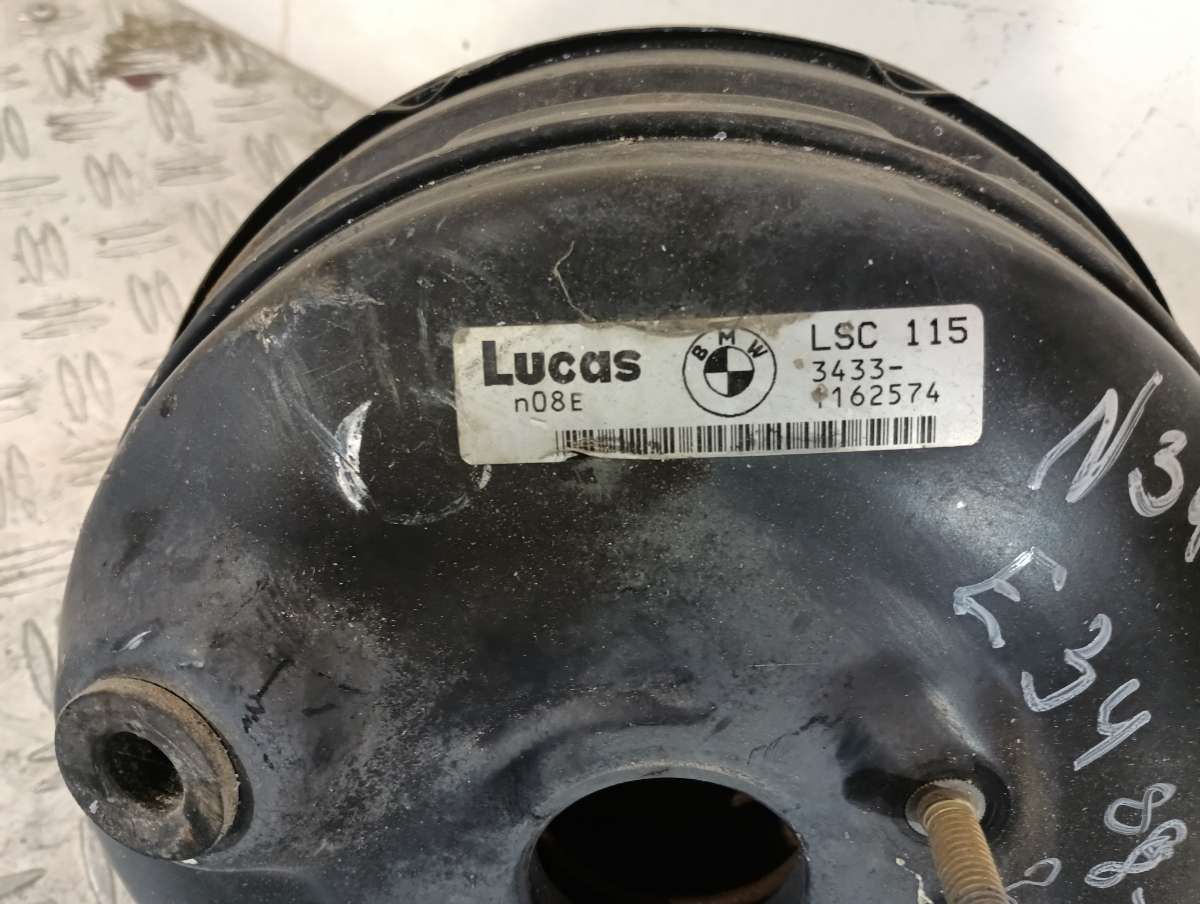 Lucas
n08E
BMW
LSC 115
3433-
1162574
E34